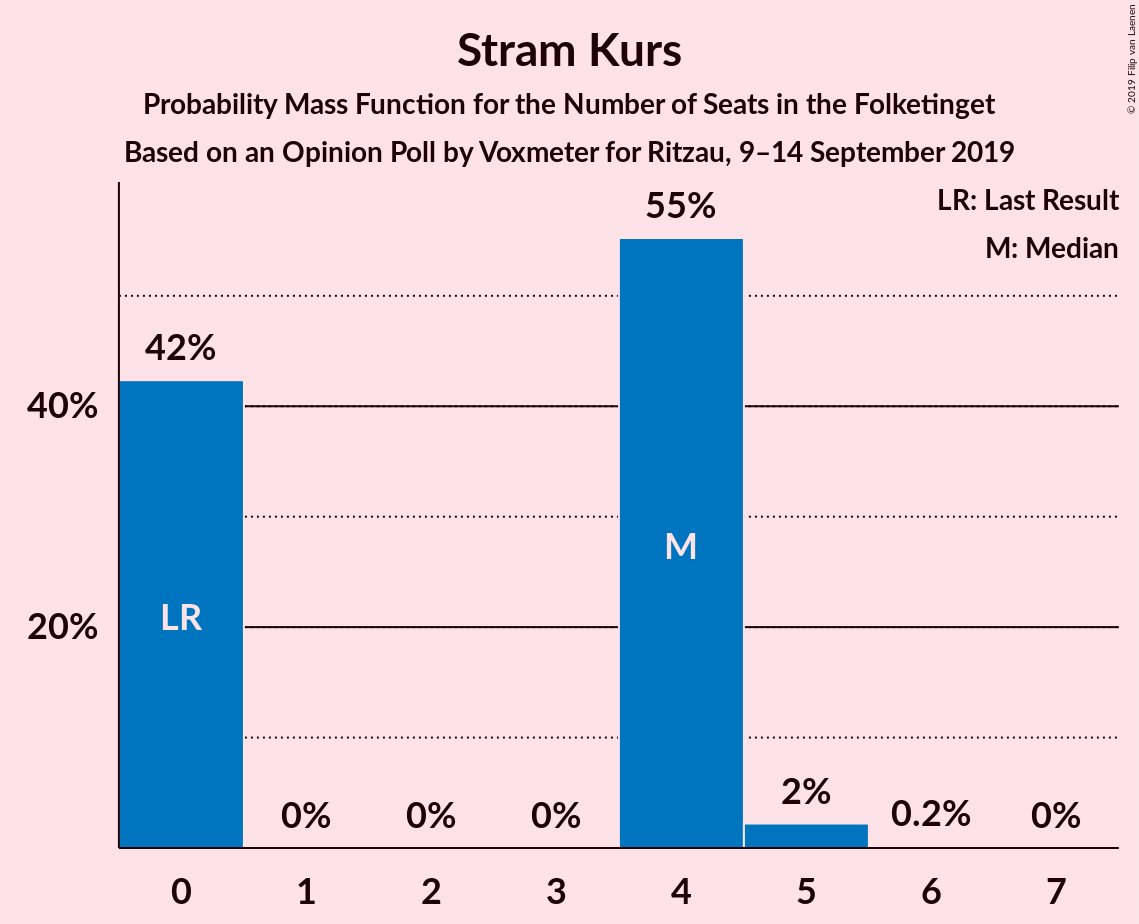 Stram Kurs
Probability Mass Function for the Number of Seats in the Folketinget
Based on an Opinion Poll by Voxmeter for Ritzau, 9–14 September 2019
© 2019 Filip van Laenen
LR: Last Result
M: Median
55%
42%
40%
M
LR
20%
0%
0%
0%
2%
0.2%
0%
0
1
2
3
4
5
6
7